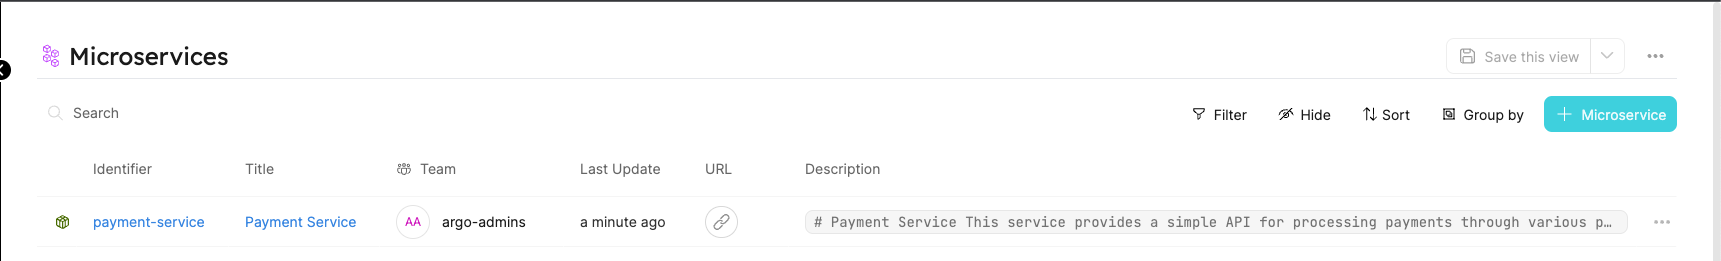 Microservices
Save this view
Search
Filter Hide Sort Group by + Microservice
Identifier Title Team Last Update URL Description
payment-service Payment Service AA argo-admins a minute ago # Payment Service This service provides a simple API for processing payments through various p…